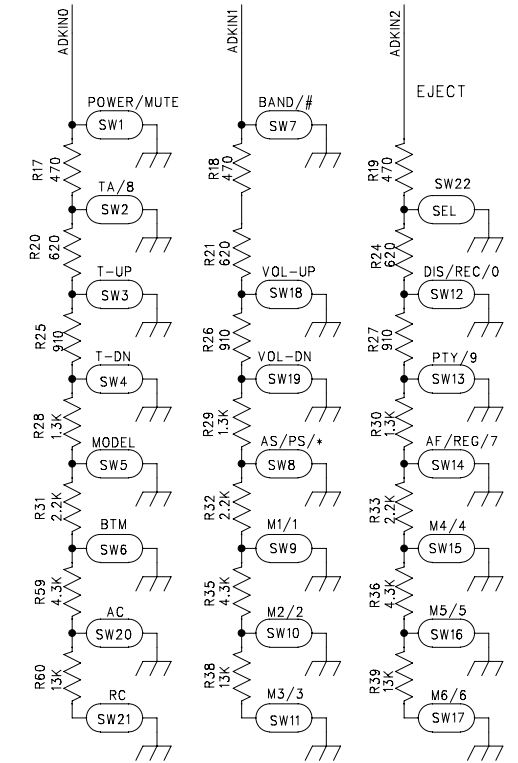 ADKIN0
POWER/MUTE
SW1
R17
470
TA/8
SW2
R20
620
T-UP
SW3
R25
910
T-DN
SW4
R28
1.3K
MODEL
SW5
R31
2.2K
BTM
SW6
R59
4.3K
AC
SW20
R60
13K
RC
SW21
ADKIN1
BAND/#
SW7
R18
470
R21
620
VOL-UP
SW18
R26
910
VOL-DN
SW19
R29
1.3K
AS/PS/*
SW8
R32
2.2K
M1/1
SW9
R35
4.3K
M2/2
SW10
R38
13K
M3/3
SW11
ADKIN2
EJECT
R19
470
SW22
SEL
R24
620
DIS/REC/0
SW12
R27
910
PTY/9
SW13
R30
1.3K
AF/REG/7
SW14
R33
2.2K
M4/4
SW15
R36
4.3K
M5/5
SW16
R39
13K
M6/6
SW17